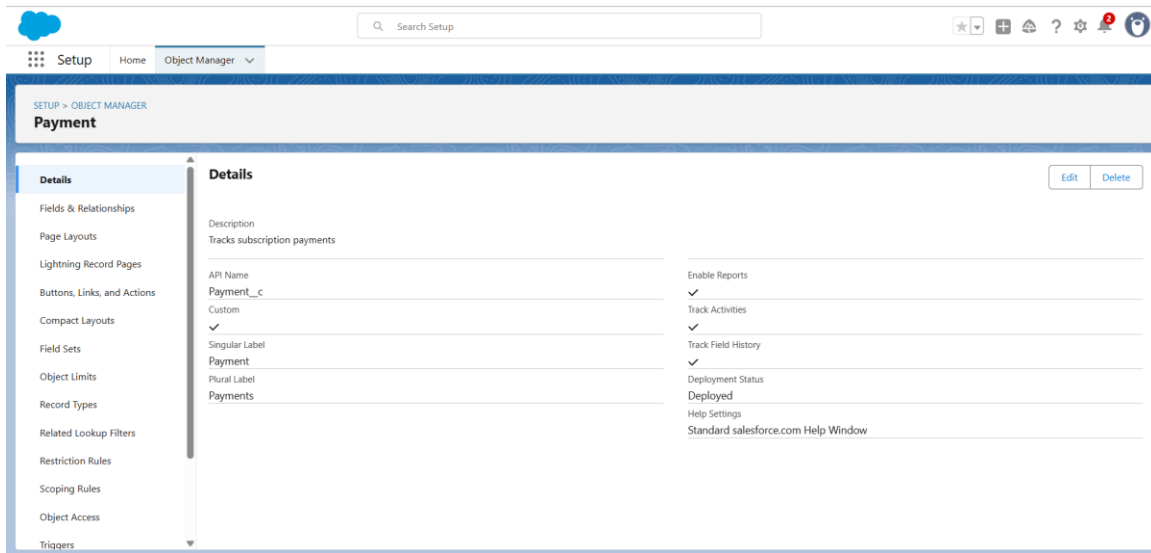 Search Setup
2
Setup
Home
Object Manager
SETUP > OBJECT MANAGER
Payment
Details
Fields & Relationships
Page Layouts
Lightning Record Pages
Buttons, Links, and Actions
Compact Layouts
Field Sets
Object Limits
Record Types
Related Lookup Filters
Restriction Rules
Scoping Rules
Object Access
Triggers
Details
Edit
Delete
Description
Tracks subscription payments
API Name
Payment__c
Custom
Singular Label
Payment
Plural Label
Payments
Enable Reports
Track Activities
Track Field History
Deployment Status
Deployed
Help Settings
Standard salesforce.com Help Window